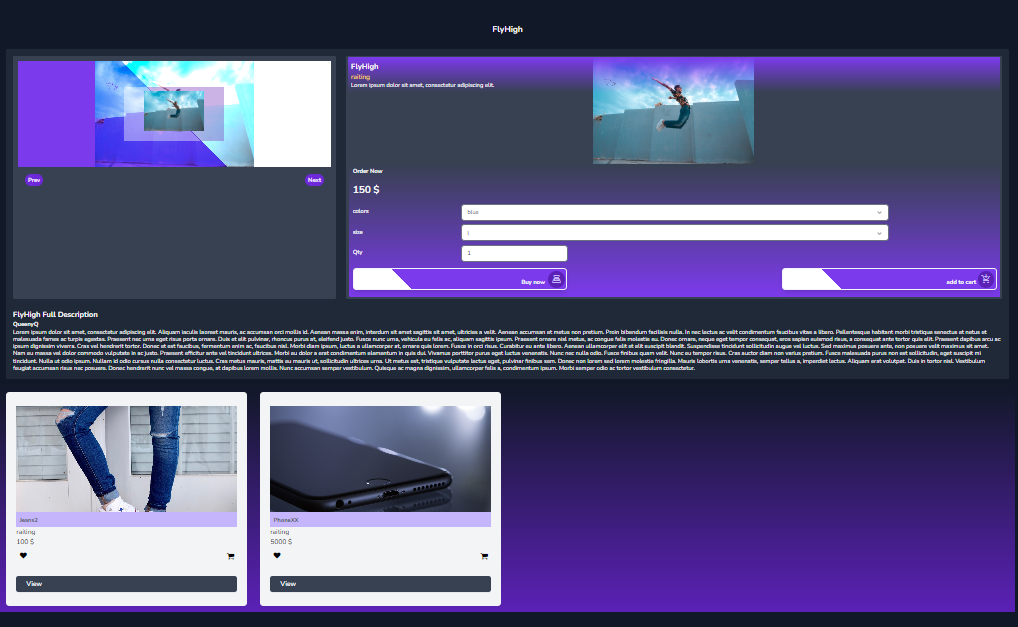 FlyHigh
FlyHigh
raiting
Lorem ipsum dolor sit amet, consectetur adipiscing elit.
Prev
Next
Order Now
150 $
colors
blue
size
l
Qty
1
Buy now
add to cart
FlyHigh Full Description
QueenyQ
Lorem ipsum dolor sit amet, consectetur adipiscing elit. Aliquam iaculis laoreet mauris, ac accumsan orci mollis id. Aenean massa enim, interdum sit amet sagittis sit amet, ultricies a velit. Aenean accumsan et metus non pretium. Proin bibendum facilisis nulla. In nec lectus ac velit condimentum faucibus vitae a libero. Pellentesque habitant morbi tristique senectus et netus et
malesuada fames ac turpis egestas. Praesent nec urna eget risus porta ornare. Duis et elit pulvinar, rhoncus tortor at, eleifend justo. Fusce nunc urna, vehicula eu felis ac, aliquam sagittis ipsum. Praesent ornare nisl metus, ac congue felis molestie eu. Donec ornare, neque eget tempor consequat, eros sapien euismod risus, a consequat ante tortor quis elit. Praesent dapibus arcu ac
ipsum dignissim viverra. Cras vel hendrerit tortor. Donec et est faucibus, fermentum enim ac, faucibus nisl. Morbi diam ipsum, luctus a ullamcorper at, ornare quis lorem. Fusce in orci risus. Curabitur eu ante libero. Aenean ullamcorper elit et elit suscipit blandit. Suspendisse tincidunt sollicitudin augue vel luctus. Sed maximus posuere ante, non posuere velit maximus sit amet.
Nam eu massa vel dolor commodo vulputate in ac justo. Praesent efficitur ante vel tincidunt ultrices. Morbi eu dolor a erat condimentum elementum in quis dui. Vivamus porttitor purus eget luctus venenatis. Nunc nec nulla odio. Fusce finibus quam velit. Nunc eu tempor risus. Cras auctor diam non varius pretium. Fusce malesuada purus non est sollicitudin, eget suscipit mi
tincidunt. Nulla ut odio ipsum. Nullam id odio cursus nulla consectetur luctus. Cras metus mauris, mattis eu mauris ut, sollicitudin ultrices urna. Ut metus est, tristique eu vulputate lectus eget, pulvinar finibus sem. Donec non lorem sed lorem molestie fringilla. Mauris lobortis urna venenatis, semper tellus a, imperdiet lectus. Aliquam erat volutpat. Duis in nisl. Vestibulum
feugiat accumsan risus nec posuere. Donec hendrerit nunc vel massa congue, at dapibus lorem mollis. Nunc accumsan semper vestibulum. Quisque ac magna dignissim, ullamcorper felis a, condimentum ipsum. Morbi semper odio ac tortor vestibulum consectetur.
Jeans2
raiting
100 $
View
PhoneXX
raiting
5000 $
View